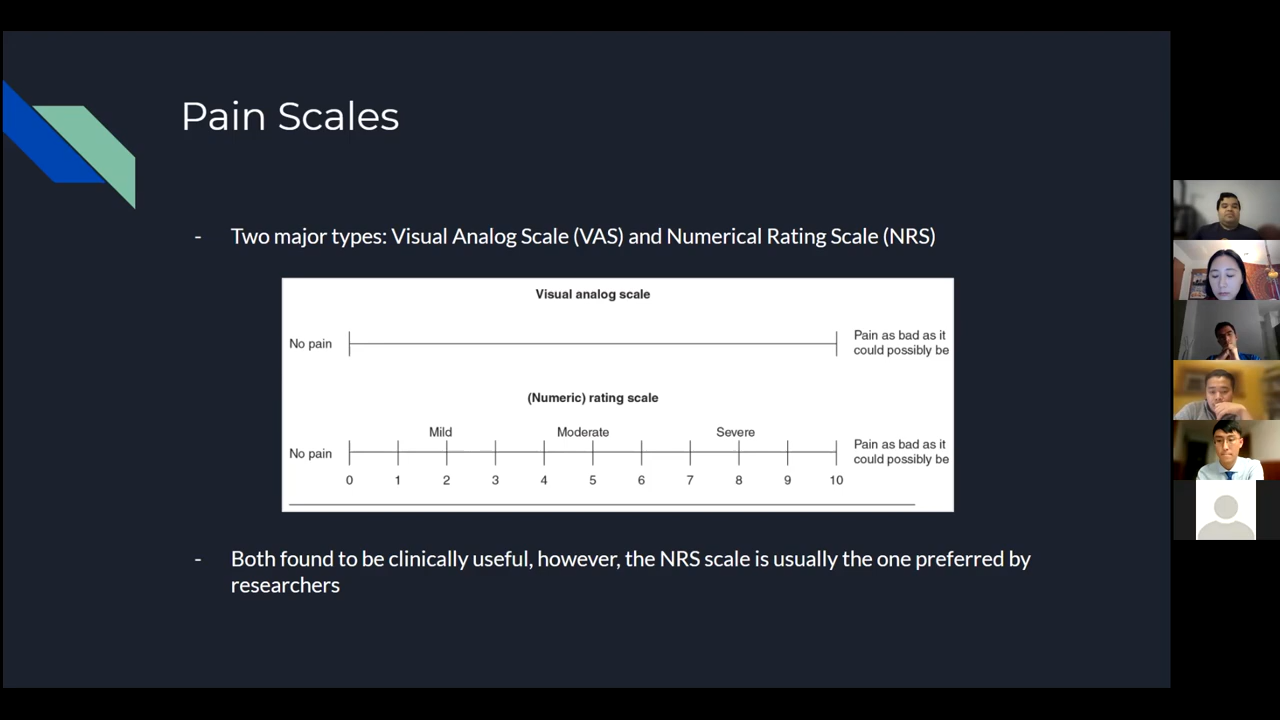 Pain Scales
- Two major types: Visual Analog Scale (VAS) and Numerical Rating Scale (NRS)
Visual analog scale
No pain
Pain as bad as it
could possibly be
(Numeric) rating scale
Mild Moderate Severe
No pain
Pain as bad as it
could possibly be
0 1 2 3 4 5 6 7 8 9 10
- Both found to be clinically useful, however, the NRS scale is usually the one preferred by
researchers